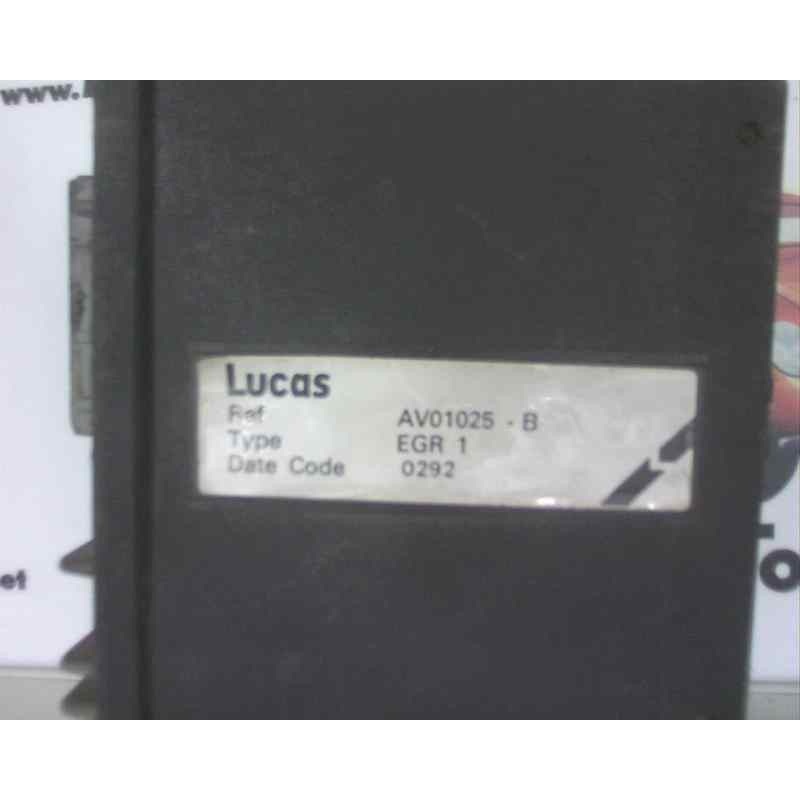 www.
Lucas
Ref AV01025 - B
Type EGR 1
Date Code 0292